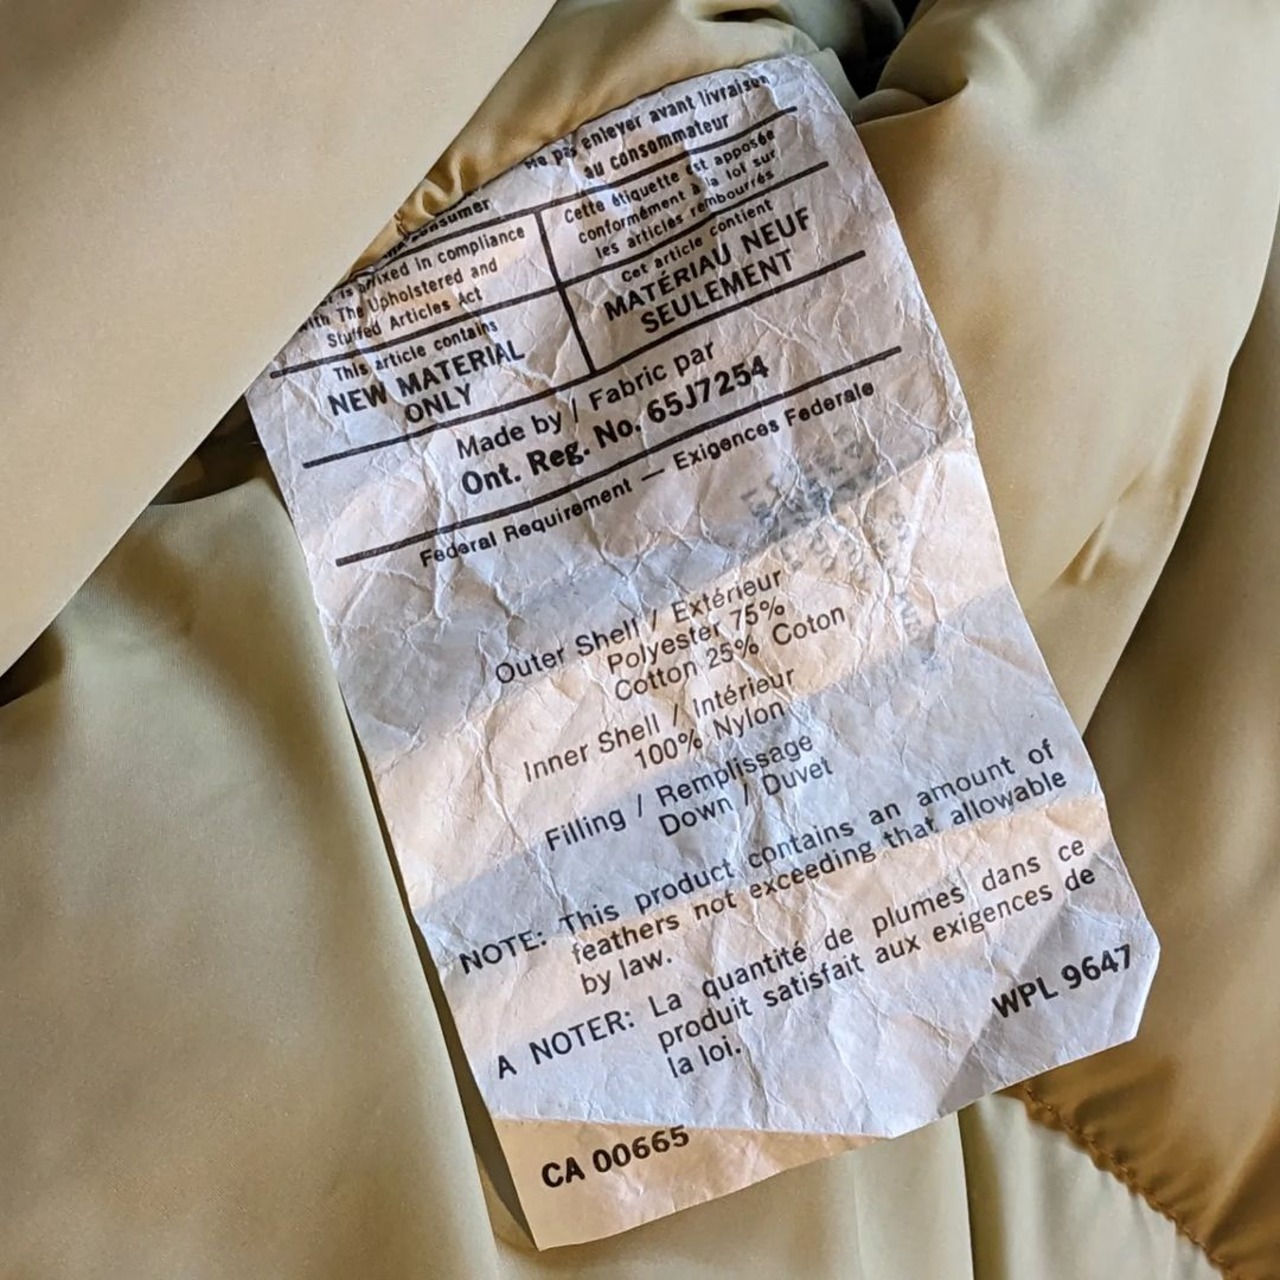 Ne pas enlever avant livraison
au consommateur
consumer
Cette étiquette est apposée
conformément à la loi sur
les articles rembourrés
is affixed in compliance
with The Upholstered and
Stuffed Articles Act
Cet article contient
MATÉRIAU NEUF
SEULEMENT
This article contains
NEW MATERIAL
ONLY
Made by / Fabric par
Ont. Reg. No. 65J7254
Federal Requirement — Exigences Federale
Outer Shell / Extérieur
Polyester 75%
Cotton 25% Coton
Inner Shell / Intérieur
100% Nylon
Filling / Remplissage
Down / Duvet
NOTE: This product contains an amount of
feathers not exceeding that allowable
by law.
A NOTER: La quantité de plumes dans ce
produit satisfait aux exigences de
la loi.
WPL 9647
CA 00665